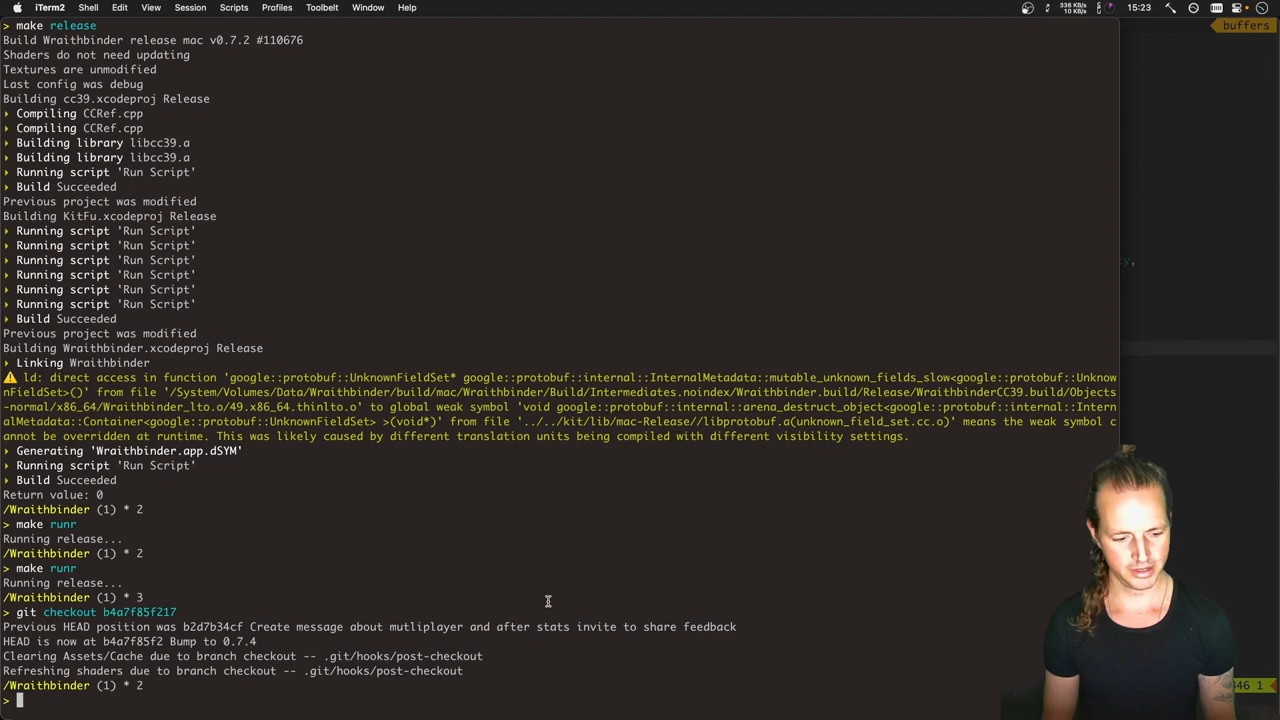 iTerm2 Shell Edit View Session Scripts Profiles Toolbelt Window Help 336 KB/s 10 KB/s 15:23
> make release
buffers
Build Wraithbinder release mac v0.7.2 #110676
Shaders do not need updating
Textures are unmodified
Last config was debug
Building cc39.xcodeproj Release
Compiling CCRef.cpp
Compiling CCRef.cpp
Building library libcc39.a
Building library libcc39.a
Running script 'Run Script'
Build Succeeded
Previous project was modified
Building KitFu.xcodeproj Release
Running script 'Run Script'
Running script 'Run Script'
Running script 'Run Script'
Running script 'Run Script'
Running script 'Run Script'
Running script 'Run Script'
Build Succeeded
Previous project was modified
Building Wraithbinder.xcodeproj Release
Linking Wraithbinder
ld: direct access in function 'google::protobuf::UnknownFieldSet* google::protobuf::internal::InternalMetadata::mutable_unknown_fields_slow<google::protobuf::Unknow
nFieldSet>()' from file '/System/Volumes/Data/Wraithbinder/build/mac/Wraithbinder/Build/Intermediates.noindex/Wraithbinder.build/Release/WraithbinderCC39.build/Objects
-normal/x86_64/Wraithbinder_lto.o/49.x86_64.thinlto.o' to global weak symbol 'void google::protobuf::internal::arena_destruct_object<google::protobuf::internal::Intern
alMetadata::Container<google::protobuf::UnknownFieldSet> >(void*)' from file '../../kit/lib/mac-Release//libprotobuf.a(unknown_field_set.cc.o)' means the weak symbol c
annot be overridden at runtime. This was likely caused by different translation units being compiled with different visibility settings.
Generating 'Wraithbinder.app.dSYM'
Running script 'Run Script'
Build Succeeded
Return value: 0
/Wraithbinder (1) * 2
> make runr
Running release...
/Wraithbinder (1) * 2
> make runr
Running release...
/Wraithbinder (1) * 3
> git checkout b4a7f85f217
Previous HEAD position was b2d7b34cf Create message about mutliplayer and after stats invite to share feedback
HEAD is now at b4a7f85f2 Bump to 0.7.4
Clearing Assets/Cache due to branch checkout -- .git/hooks/post-checkout
Refreshing shaders due to branch checkout -- .git/hooks/post-checkout
/Wraithbinder (1) * 2
>